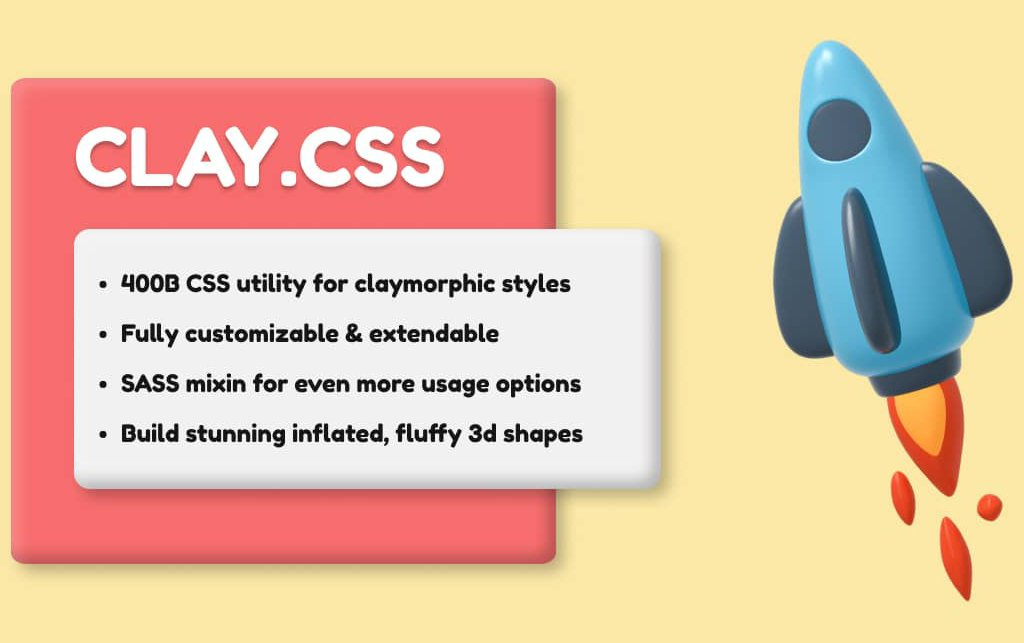 CLAY.CSS
• 400B CSS utility for claymorphic styles
• Fully customizable & extendable
• SASS mixin for even more usage options
• Build stunning inflated, fluffy 3d shapes